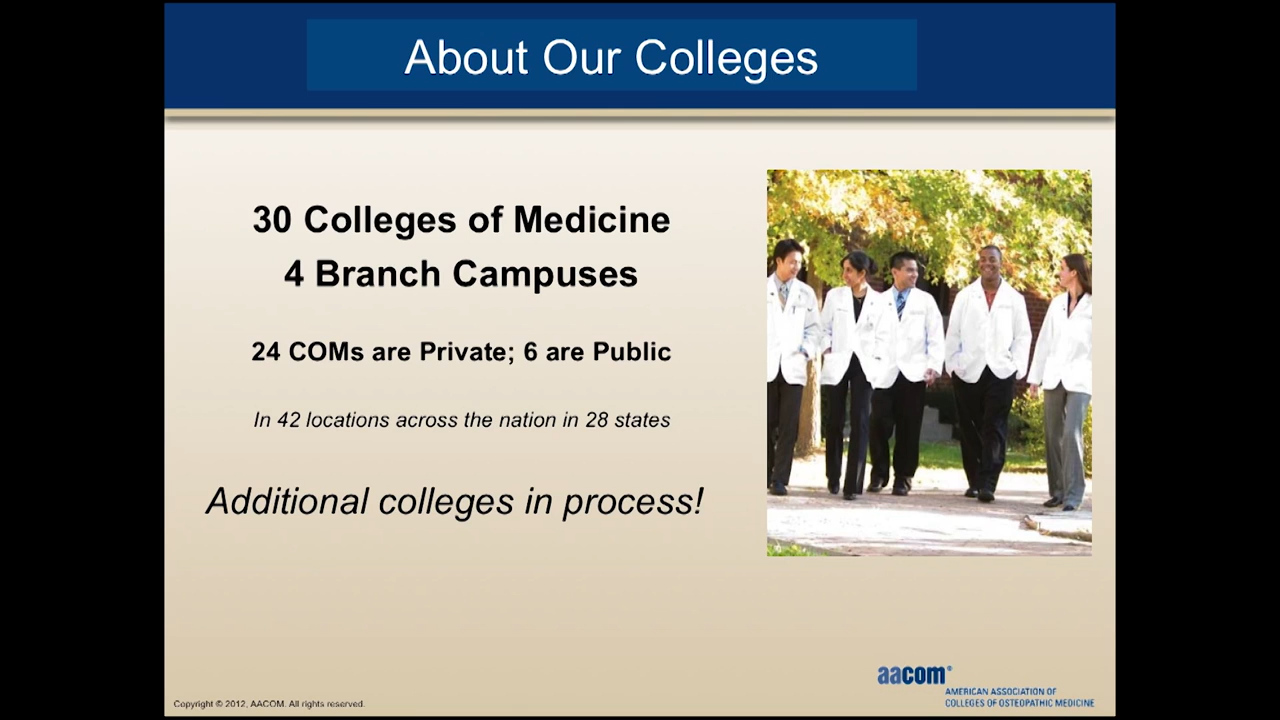 About Our Colleges
30 Colleges of Medicine
4 Branch Campuses
24 COMs are Private; 6 are Public
In 42 locations across the nation in 28 states
Additional colleges in process!
aacom®
AMERICAN ASSOCIATION OF
COLLEGES OF OSTEOPATHIC MEDICINE
Copyright © 2012, AACOM. All rights reserved.